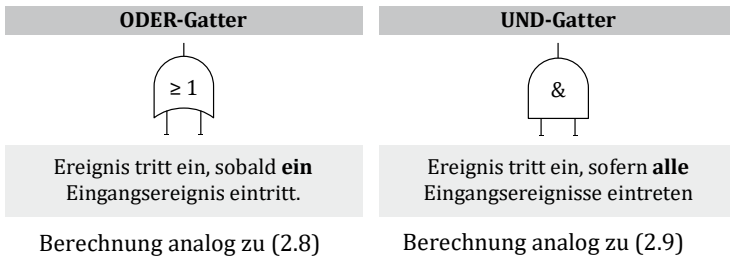 ODER-Gatter
≥ 1
Ereignis tritt ein, sobald ein
Eingangsereignis eintritt.
Berechnung analog zu (2.8)
UND-Gatter
&
Ereignis tritt ein, sofern alle
Eingangsereignisse eintreten
Berechnung analog zu (2.9)